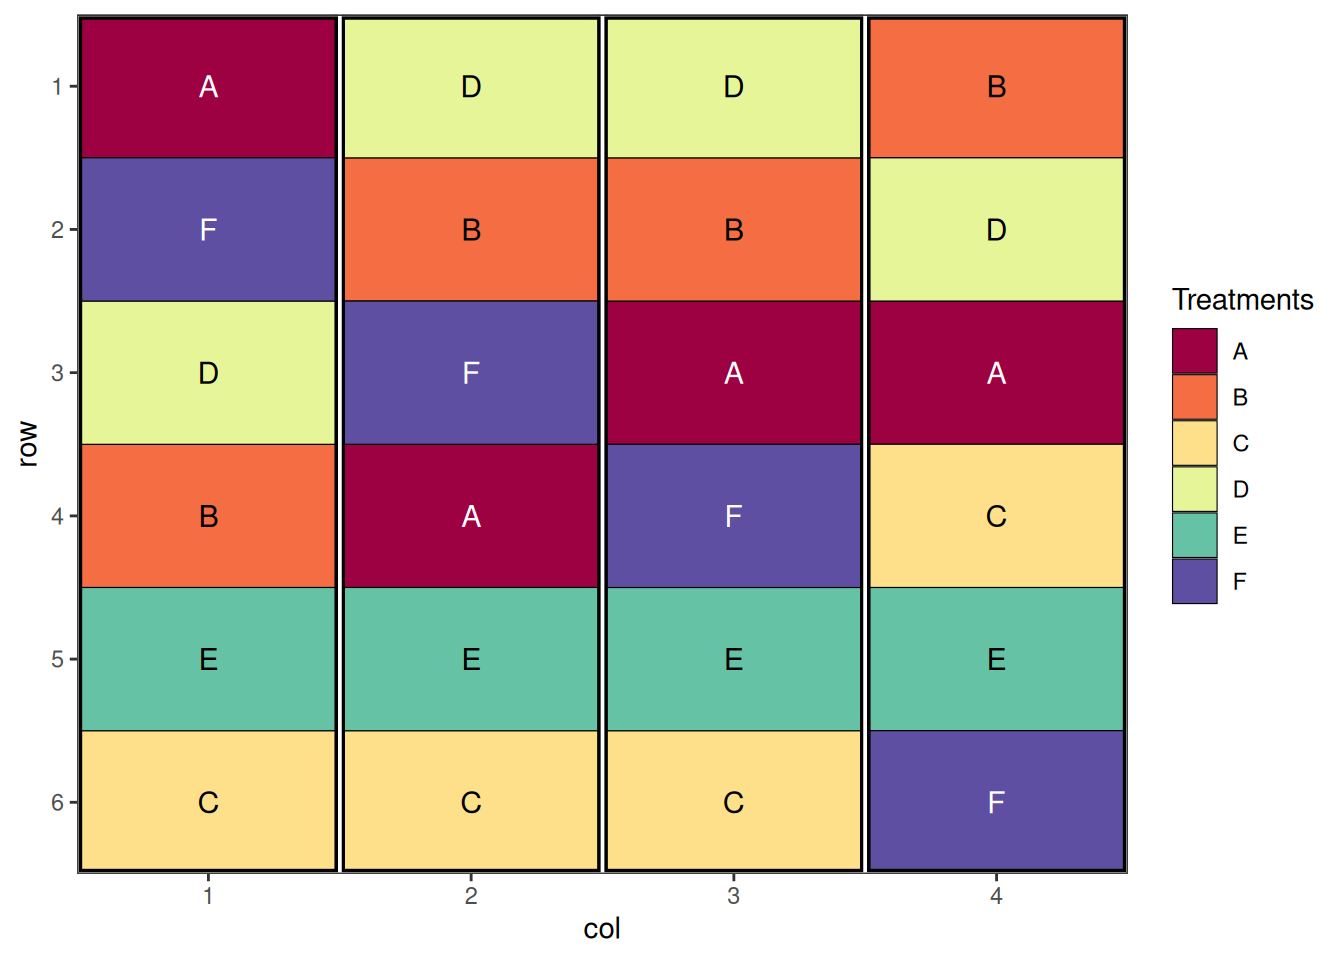 1 A D D B
2 F B B D
3 D F A A
4 B A F C
5 E E E E
6 C C C F
1 2 3 4
col
row
Treatments
A
B
C
D
E
F